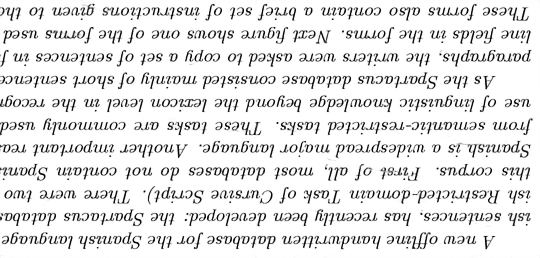 A new offline handwritten database for the Spanish language
ish sentences, has recently been developed: the Spartacus databas
ish Restricted-domain Task of Cursive Script). There were two
this corpus. First of all, most databases do not contain Spani
Spanish is a widespread major language. Another important rea
from semantic-restricted tasks. These tasks are commonly used
use of linguistic knowledge beyond the lexicon level in the recog
As the Spartacus database consisted mainly of short sentence
paragraphs, the writers were asked to copy a set of sentences in f
line fields in the forms. Next figure shows one of the forms used
These forms also contain a brief set of instructions given to the